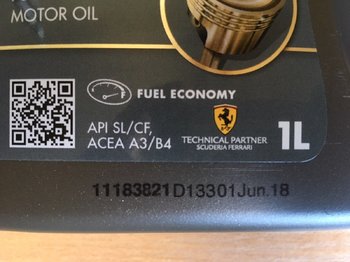 MOTOR OIL
FUEL ECONOMY
API SL/CF,
ACEA A3/B4
TECHNICAL PARTNER
SCUDERIA FERRARI
1L
11183821D13301Jun.18